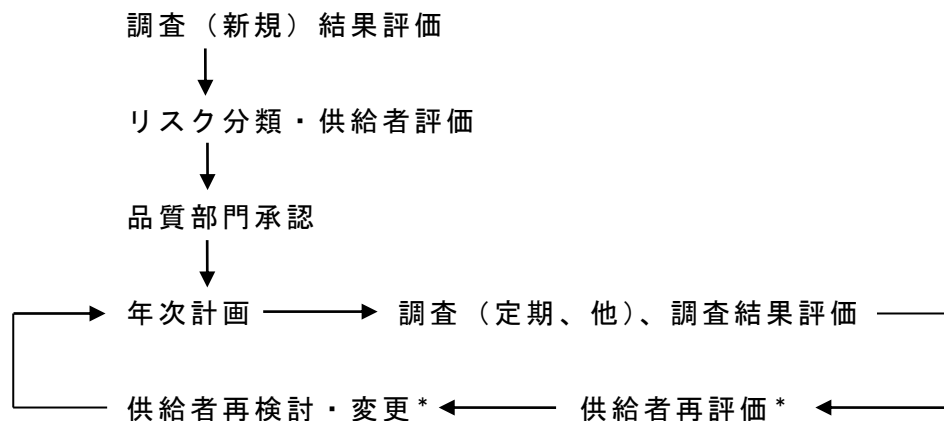 調査（新規）結果評価
リスク分類・供給者評価
品質部門承認
年次計画 調査（定期、他）、調査結果評価
供給者再検討・変更* 供給者再評価*